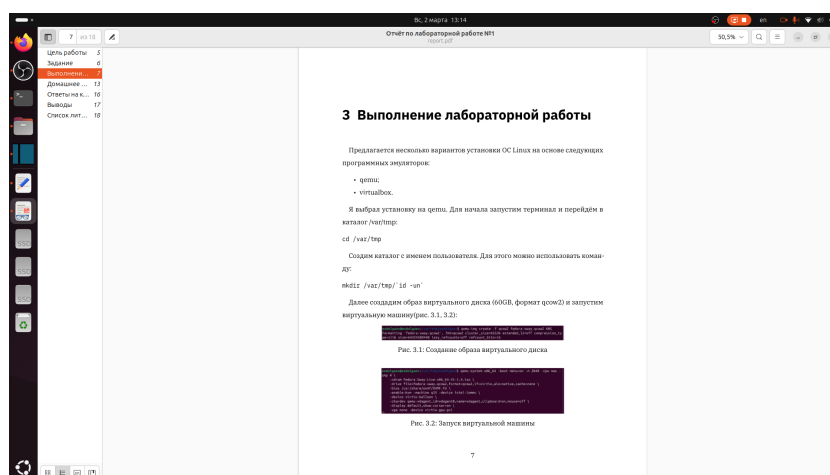 Вс, 2 марта 13:14
en
7 из 18
Отчёт по лабораторной работе №1
report.pdf
50,5%
Цель работы 5
Задание 6
Выполнени... 7
Домашнее ... 13
Ответы на к... 16
Выводы 17
Список лит... 18
3 Выполнение лабораторной работы
Предлагается несколько вариантов установки ОС Linux на основе следующих
программных эмуляторов:
• qemu;
• virtualbox.
Я выбрал установку на qemu. Для начала запустим терминал и перейдём в
каталог /var/tmp:
cd /var/tmp
Создим каталог с именем пользователя. Для этого можно использовать коман-
ду:
mkdir /var/tmp/`id -un`
Далее создадим образ виртуального диска (60GB, формат qcow2) и запустим
виртуальную машину(рис. 3.1, 3.2):
Рис. 3.1: Создание образа виртуального диска
Рис. 3.2: Запуск виртуальной машины
7
SSD
SSD
SSD
SSD